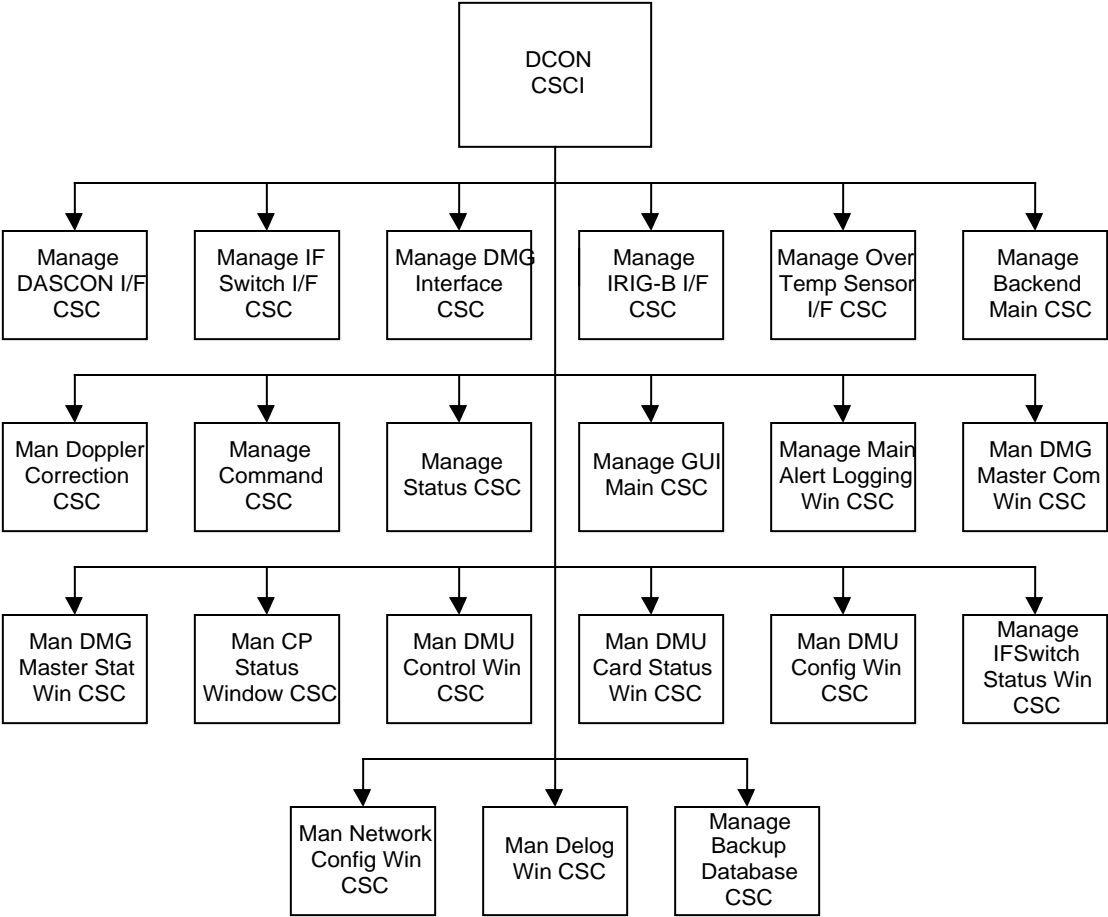 DCON
CSCI
Manage
DASCON I/F
CSC
Manage IF
Switch I/F
CSC
Manage DMG
Interface
CSC
Manage
IRIG-B I/F
CSC
Manage Over
Temp Sensor
I/F CSC
Manage
Backend
Main CSC
Man Doppler
Correction
CSC
Manage
Command
CSC
Manage
Status CSC
Manage GUI
Main CSC
Manage Main
Alert Logging
Win CSC
Man DMG
Master Com
Win CSC
Man DMG
Master Stat
Win CSC
Man CP
Status
Window CSC
Man DMU
Control Win
CSC
Man DMU
Card Status
Win CSC
Man DMU
Config Win
CSC
Manage
IFSwitch
Status Win
CSC
Man Network
Config Win
CSC
Man Delog
Win CSC
Manage
Backup
Database
CSC